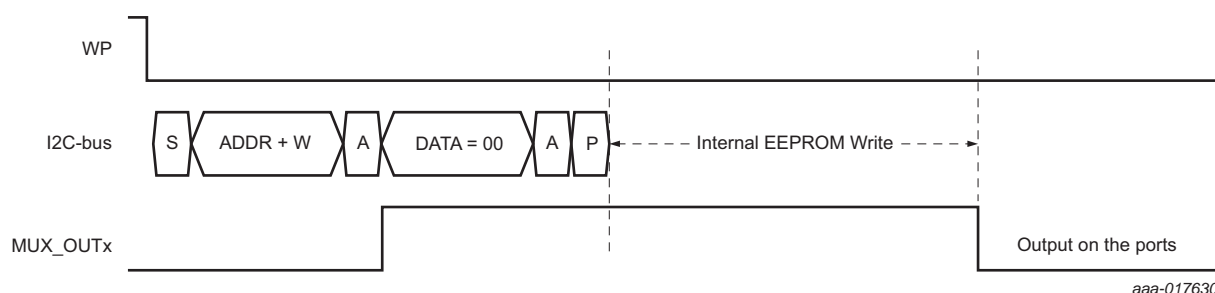 WP
I2C-bus S ADDR + W A DATA = 00 A P Internal EEPROM Write
MUX_OUTx Output on the ports
aaa-017630